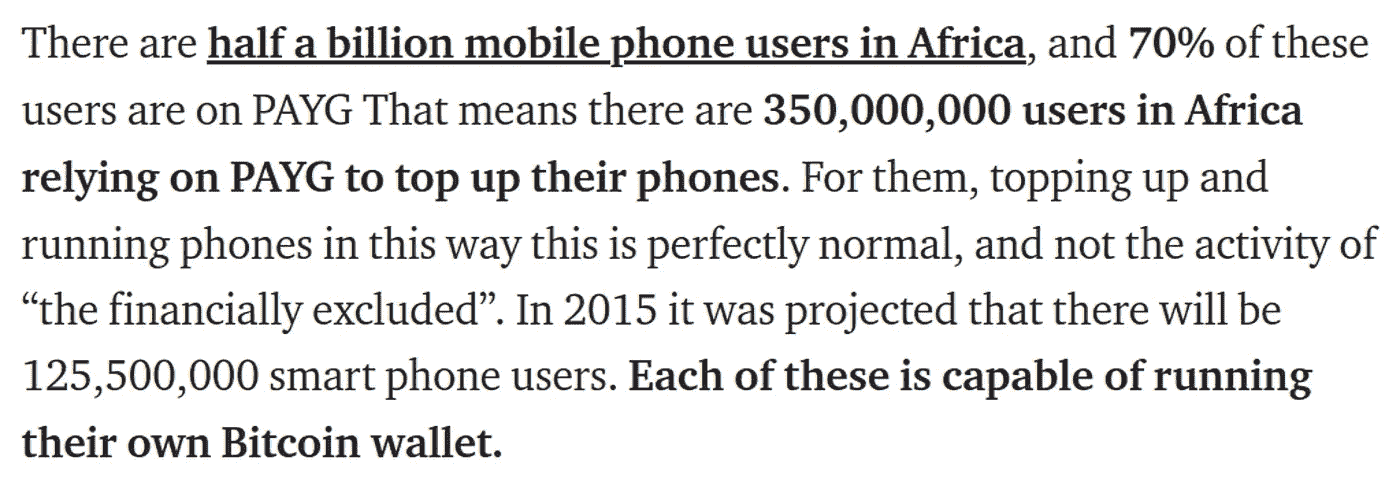 There are half a billion mobile phone users in Africa, and 70% of these
users are on PAYG That means there are 350,000,000 users in Africa
relying on PAYG to top up their phones. For them, topping up and
running phones in this way this is perfectly normal, and not the activity of
“the financially excluded”. In 2015 it was projected that there will be
125,500,000 smart phone users. Each of these is capable of running
their own Bitcoin wallet.